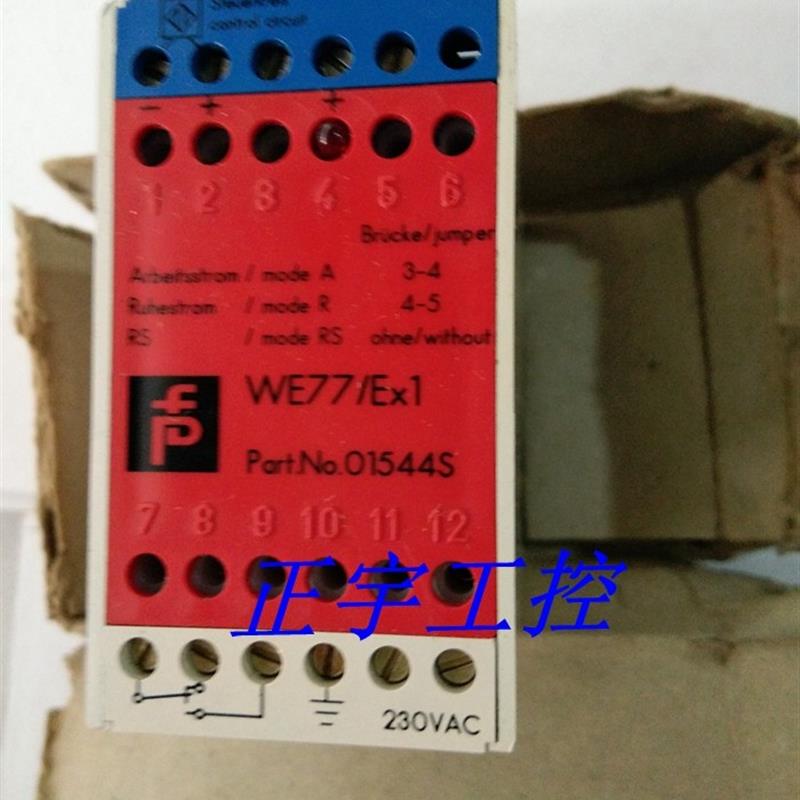 Steuerkreis
control circuit
− + +
1 2 3 4 5 6
Brücke/jumper
Arbeitsstrom / mode A 3-4
Ruhestrom / mode R 4-5
RS / mode RS ohne/without
WE77/Ex1
Part.No.01544S
7 8 9 10 11 12
正宇工控
230VAC